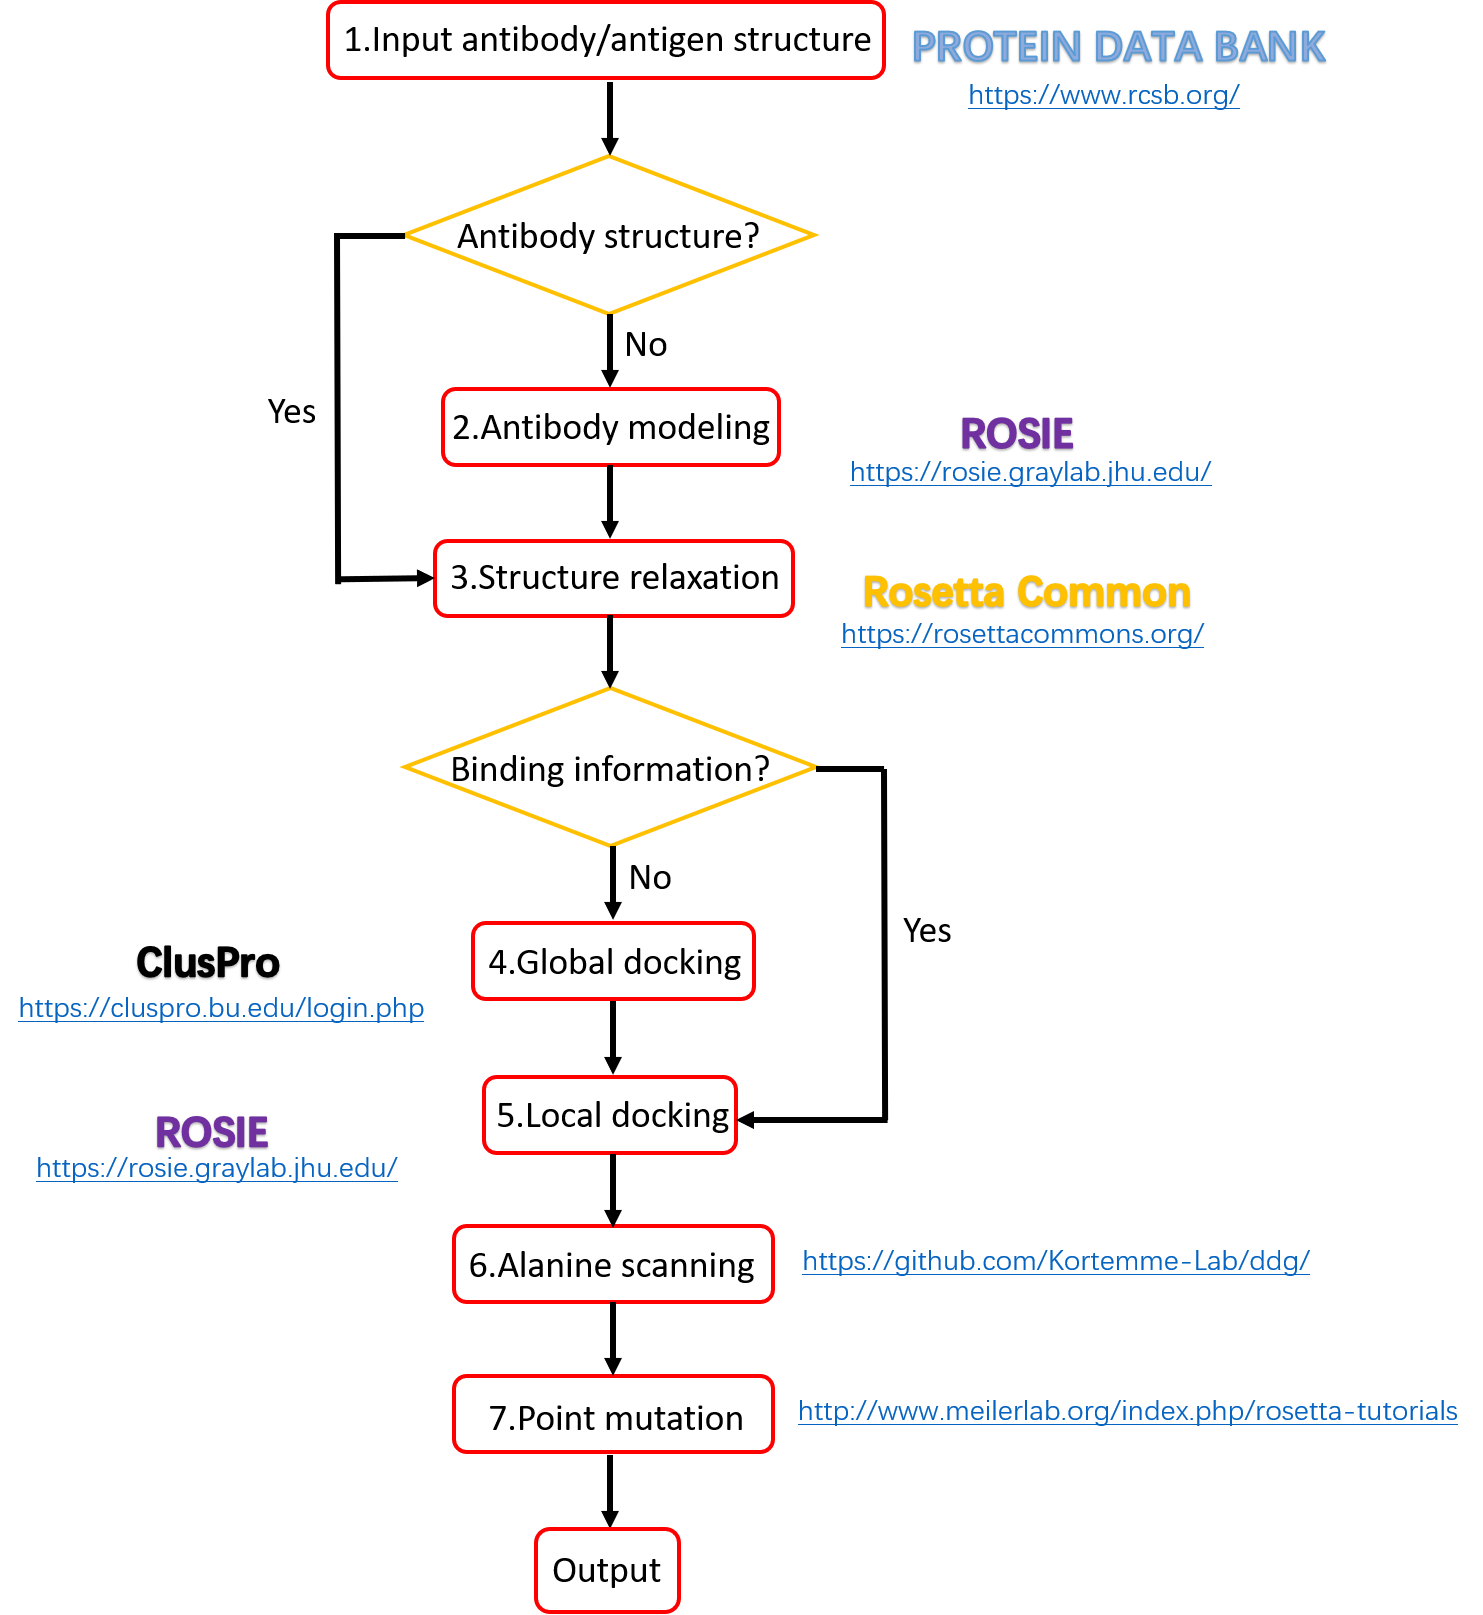 1.Input antibody/antigen structure
PROTEIN DATA BANK
https://www.rcsb.org/
Antibody structure?
No
Yes
2.Antibody modeling
ROSIE
https://rosie.graylab.jhu.edu/
3.Structure relaxation
Rosetta Common
https://rosettacommons.org/
Binding information?
No
Yes
4.Global docking
ClusPro
https://cluspro.bu.edu/login.php
5.Local docking
ROSIE
https://rosie.graylab.jhu.edu/
6.Alanine scanning
https://github.com/Kortemme-Lab/ddg/
7.Point mutation
http://www.meilerlab.org/index.php/rosetta-tutorials
Output